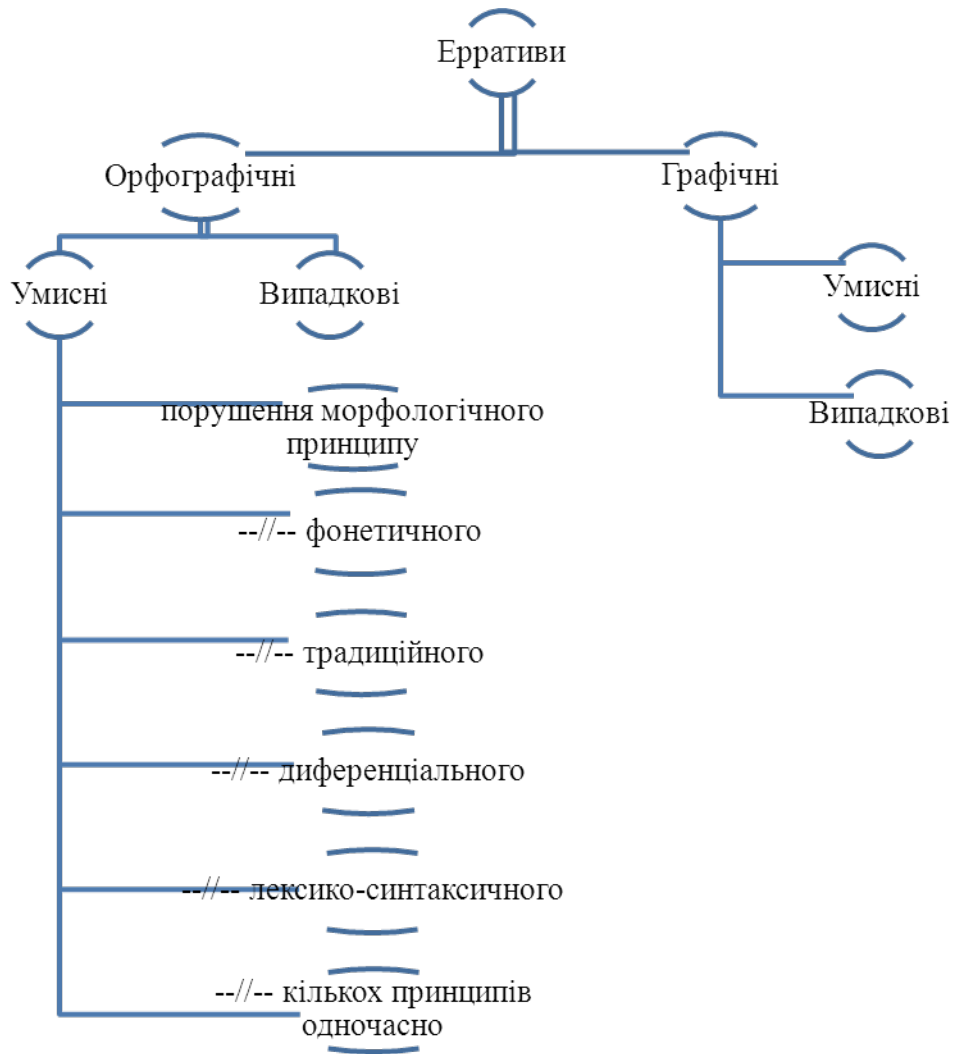 Ерративи
Орфографічні
Графічні
Умисні
Випадкові
Умисні
Випадкові
порушення морфологічного
принципу
--//-- фонетичного
--//-- традиційного
--//-- диференціального
--//-- лексико-синтаксичного
--//-- кількох принципів
одночасно